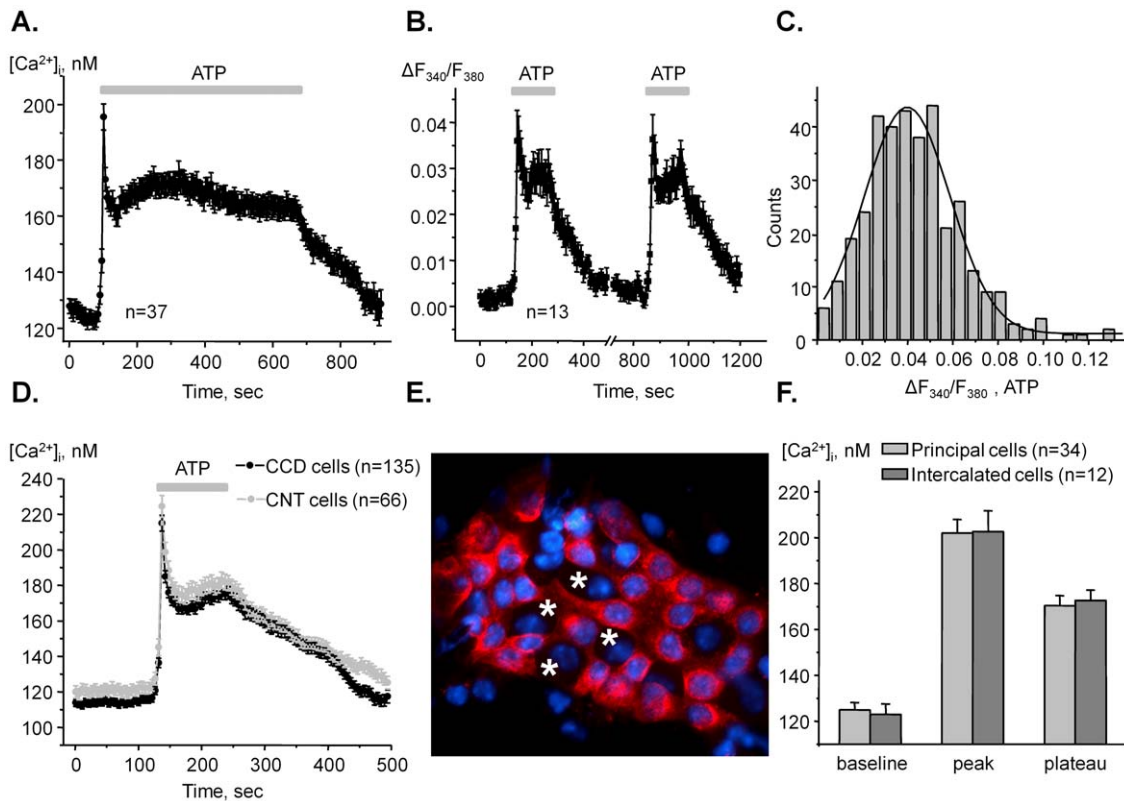 A.
[Ca²⁺]ᵢ, nM
ATP
200
180
160
140
120
n=37
0 200 400 600 800
Time, sec
B.
ΔF₃₄₀/F₃₈₀
ATP ATP
0.04
0.03
0.02
0.01
0.00
n=13
0 200 400 800 1000 1200
Time, sec
C.
Counts
40
30
20
10
0
0.02 0.04 0.06 0.08 0.10 0.12
ΔF₃₄₀/F₃₈₀ , ATP
D.
[Ca²⁺]ᵢ, nM
ATP
CCD cells (n=135)
CNT cells (n=66)
240
220
200
180
160
140
120
100
0 100 200 300 400 500
Time, sec
E.
* 
*
*
*
F.
[Ca²⁺]ᵢ, nM
Principal cells (n=34)
Intercalated cells (n=12)
220
200
180
160
140
120
baseline peak plateau